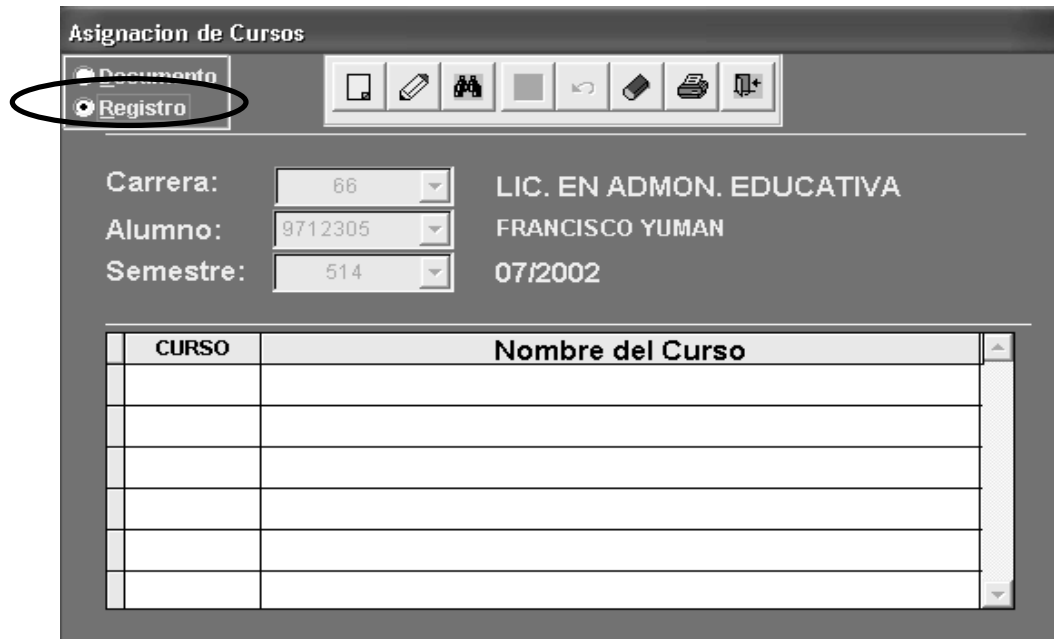 Asignacion de Cursos
Documento
Registro
Carrera: 66 LIC. EN ADMON. EDUCATIVA
Alumno: 9712305 FRANCISCO YUMAN
Semestre: 514 07/2002
CURSO Nombre del Curso